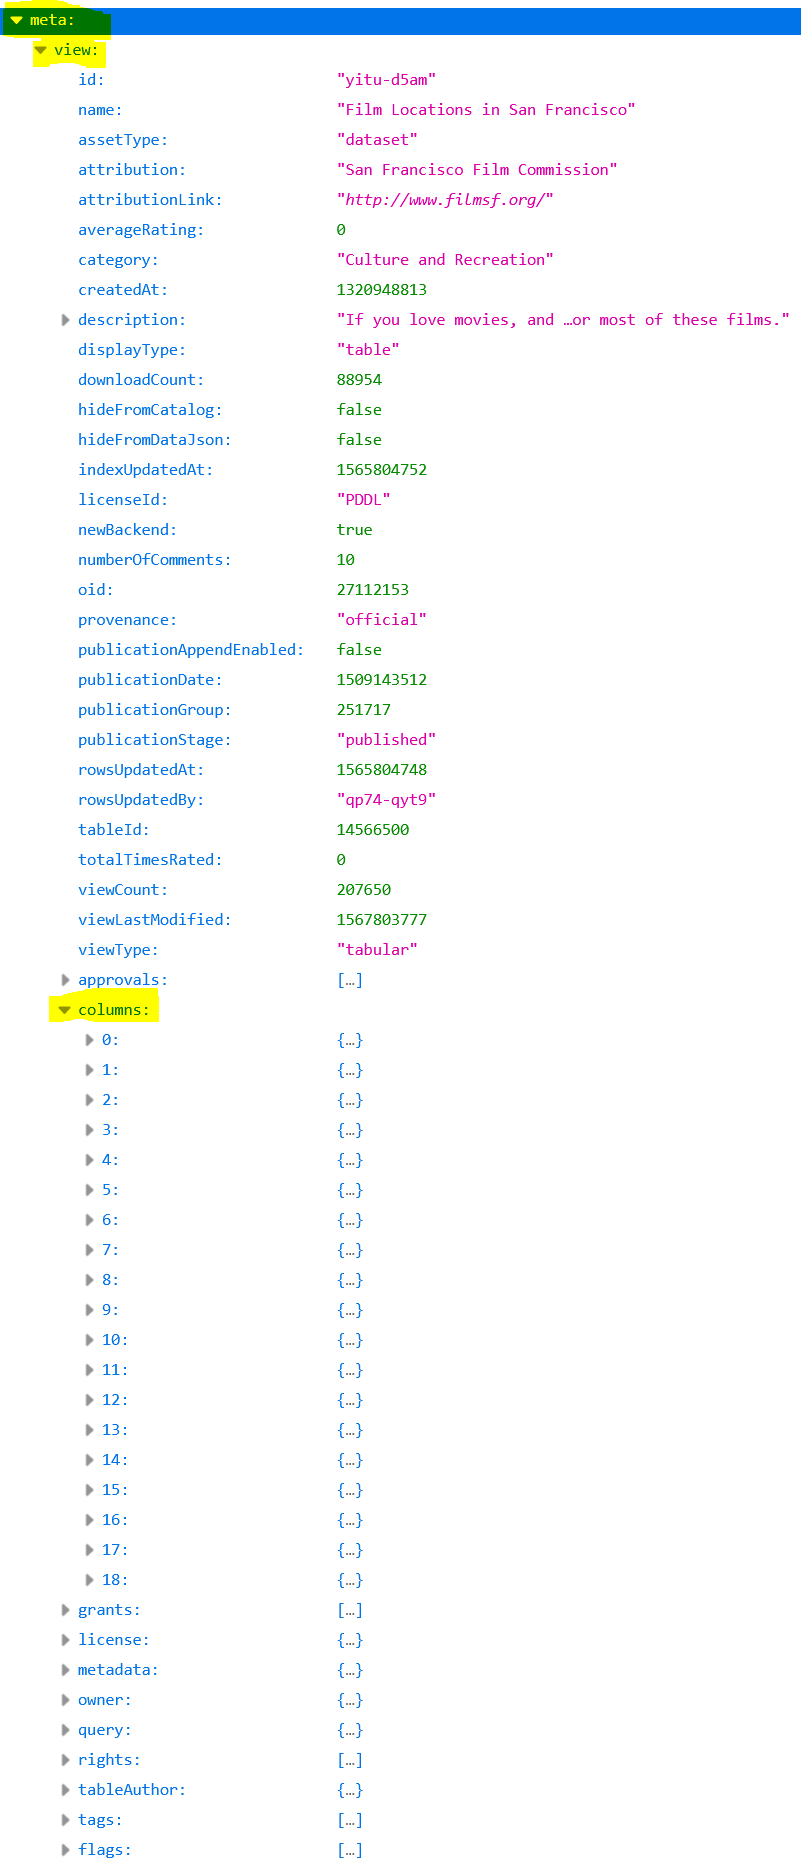 meta:
view:
id: "yitu-d5am"
name: "Film Locations in San Francisco"
assetType: "dataset"
attribution: "San Francisco Film Commission"
attributionLink: "http://www.filmsf.org/"
averageRating: 0
category: "Culture and Recreation"
createdAt: 1320948813
description: "If you love movies, and …or most of these films."
displayType: "table"
downloadCount: 88954
hideFromCatalog: false
hideFromDataJson: false
indexUpdatedAt: 1565804752
licenseId: "PDDL"
newBackend: true
numberOfComments: 10
oid: 27112153
provenance: "official"
publicationAppendEnabled: false
publicationDate: 1509143512
publicationGroup: 251717
publicationStage: "published"
rowsUpdatedAt: 1565804748
rowsUpdatedBy: "qp74-qyt9"
tableId: 14566500
totalTimesRated: 0
viewCount: 207650
viewLastModified: 1567803777
viewType: "tabular"
approvals: […]
columns:
0: {…}
1: {…}
2: {…}
3: {…}
4: {…}
5: {…}
6: {…}
7: {…}
8: {…}
9: {…}
10: {…}
11: {…}
12: {…}
13: {…}
14: {…}
15: {…}
16: {…}
17: {…}
18: {…}
grants: […]
license: {…}
metadata: {…}
owner: {…}
query: {…}
rights: […]
tableAuthor: {…}
tags: […]
flags: […]